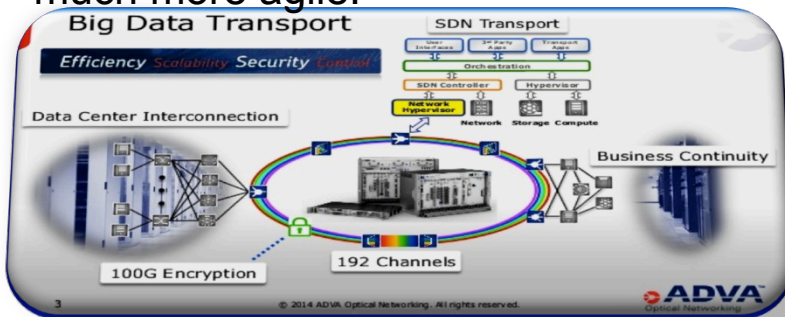 much more agile.
Big Data Transport
SDN Transport
Efficiency Scalability Security Control
User Interfaces
3rd Party Apps
Transport Apps
Orchestration
SDN Controller
Hypervisor
Network Hypervisor
Network Storage Compute
Data Center Interconnection
Business Continuity
100G Encryption
192 Channels
3
© 2014 ADVA Optical Networking. All rights reserved.
ADVA™
Optical Networking